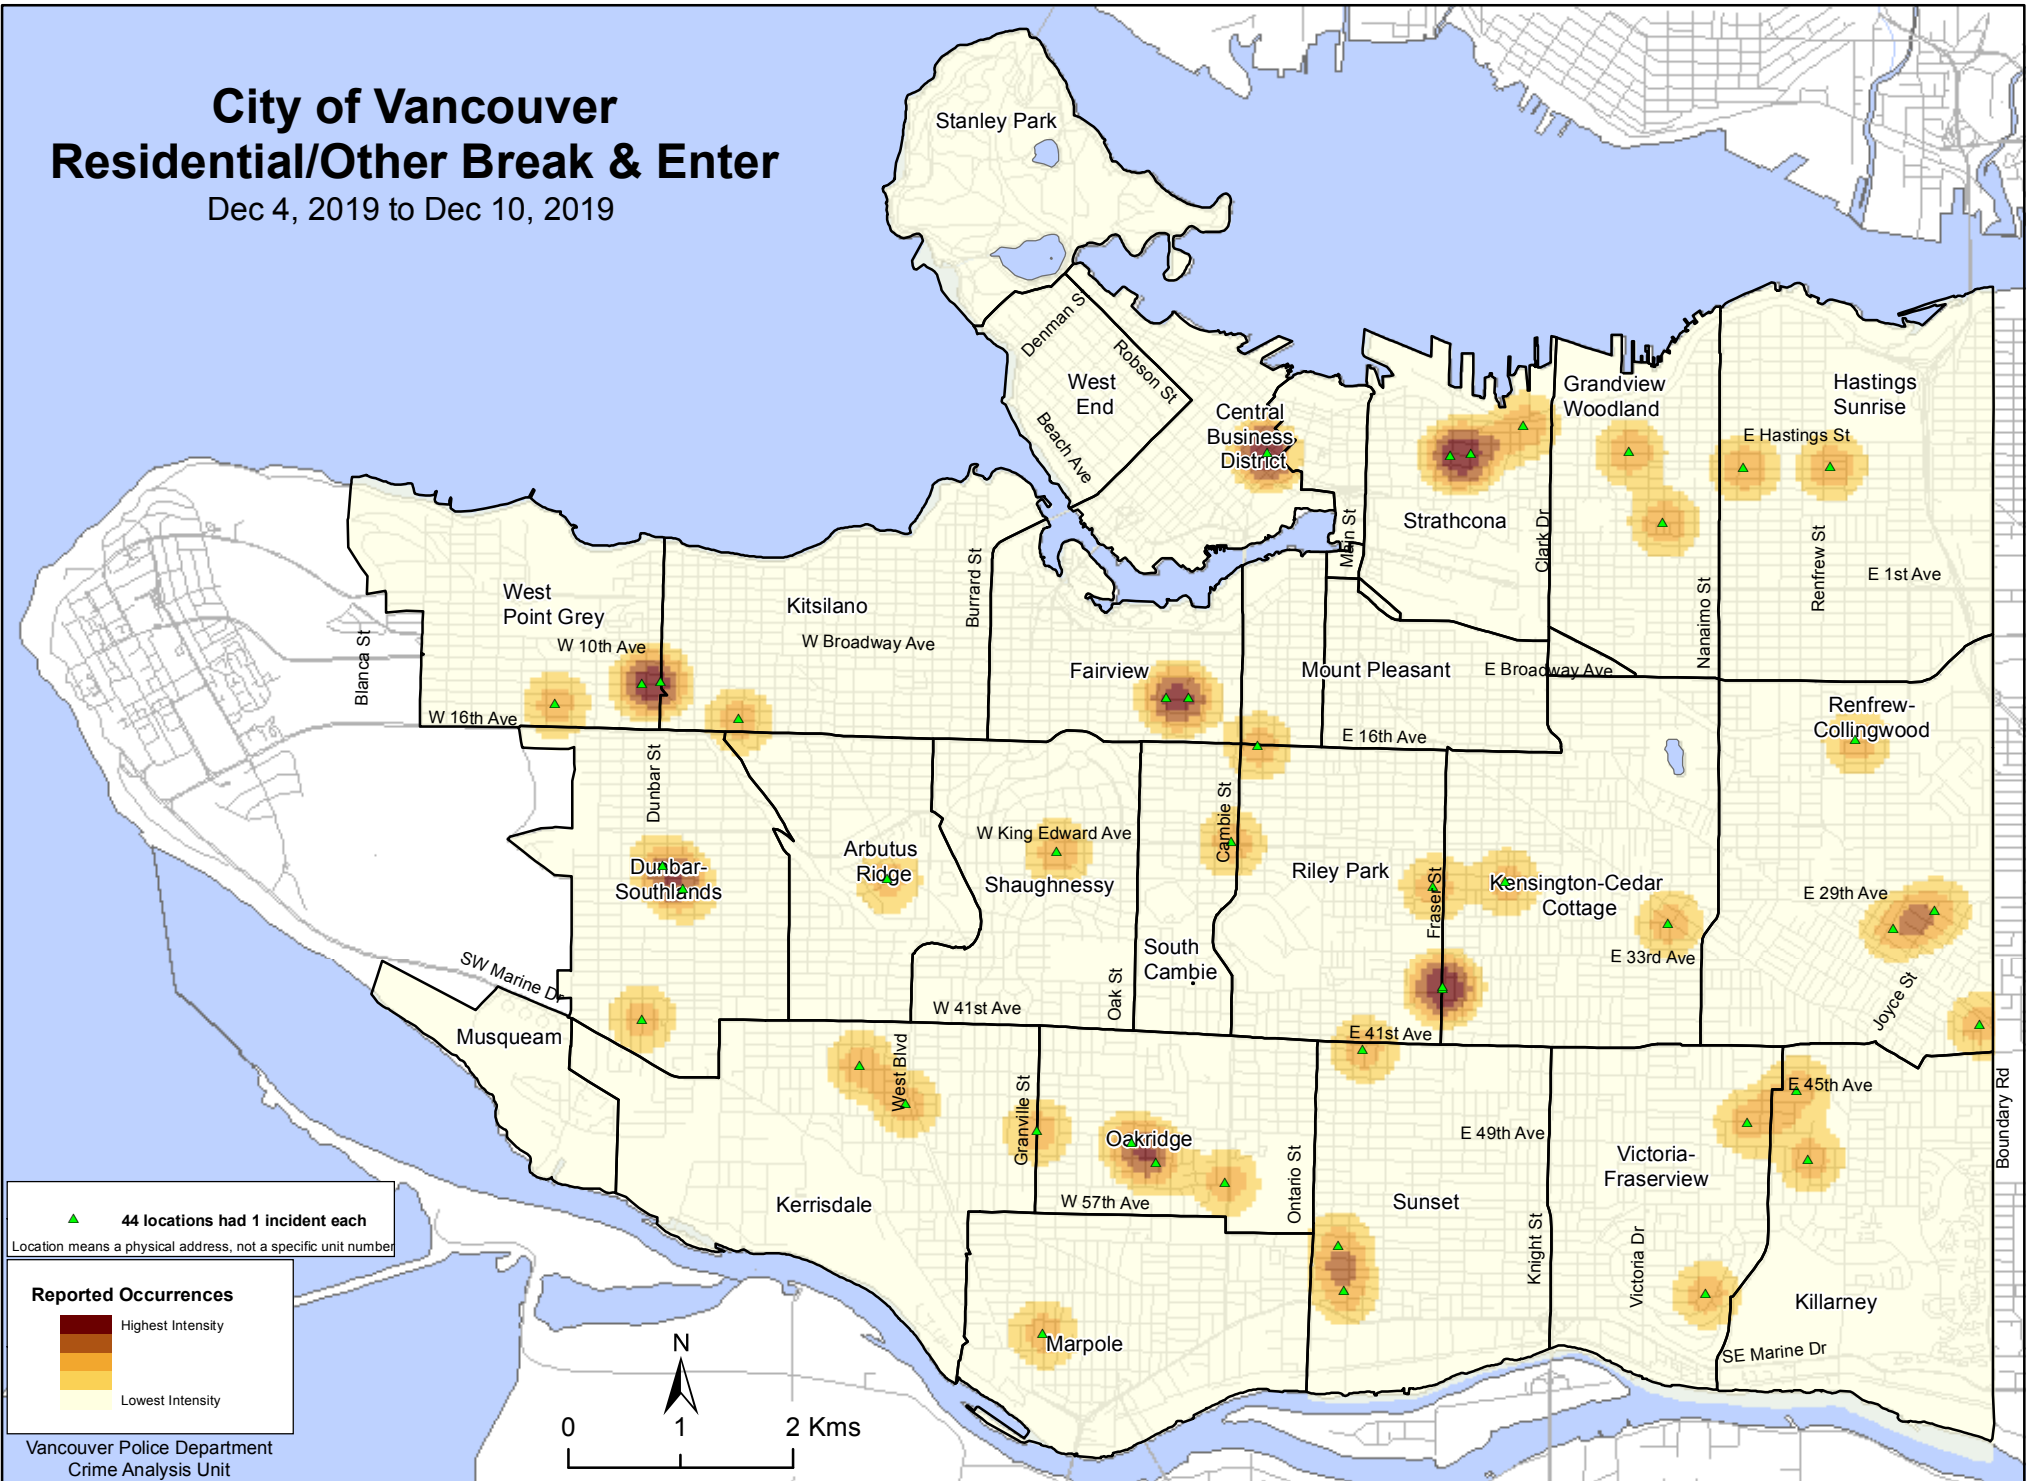 City of Vancouver
Residential/Other Break & Enter
Dec 4, 2019 to Dec 10, 2019
Stanley Park
Denman S
Robson St
West
End
Beach Ave
Central
Business
District
Grandview
Woodland
Hastings
Sunrise
E Hastings St
Strathcona
Main St
Clark Dr
Nanaimo St
Renfrew St
E 1st Ave
West
Point Grey
Kitsilano
Burrard St
W 10th Ave
W Broadway Ave
Blanca St
Fairview
Mount Pleasant
E Broadway Ave
W 16th Ave
E 16th Ave
Renfrew-
Collingwood
Dunbar St
Cambie St
W King Edward Ave
Arbutus
Ridge
Dunbar-
Southlands
Shaughnessy
Riley Park
Fraser St
Kensington-Cedar
Cottage
E 29th Ave
South
Cambie
E 33rd Ave
SW Marine Dr
Oak St
W 41st Ave
Joyce St
Musqueam
E 41st Ave
West Blvd
Granville St
E 45th Ave
Boundary Rd
Oakridge
E 49th Ave
Ontario St
Victoria-
Fraserview
Kerrisdale
W 57th Ave
Sunset
Knight St
Victoria Dr
Killarney
Marpole
SE Marine Dr
44 locations had 1 incident each
Location means a physical address, not a specific unit number
Reported Occurrences
Highest Intensity
Lowest Intensity
N
0 1 2 Kms
Vancouver Police Department
Crime Analysis Unit